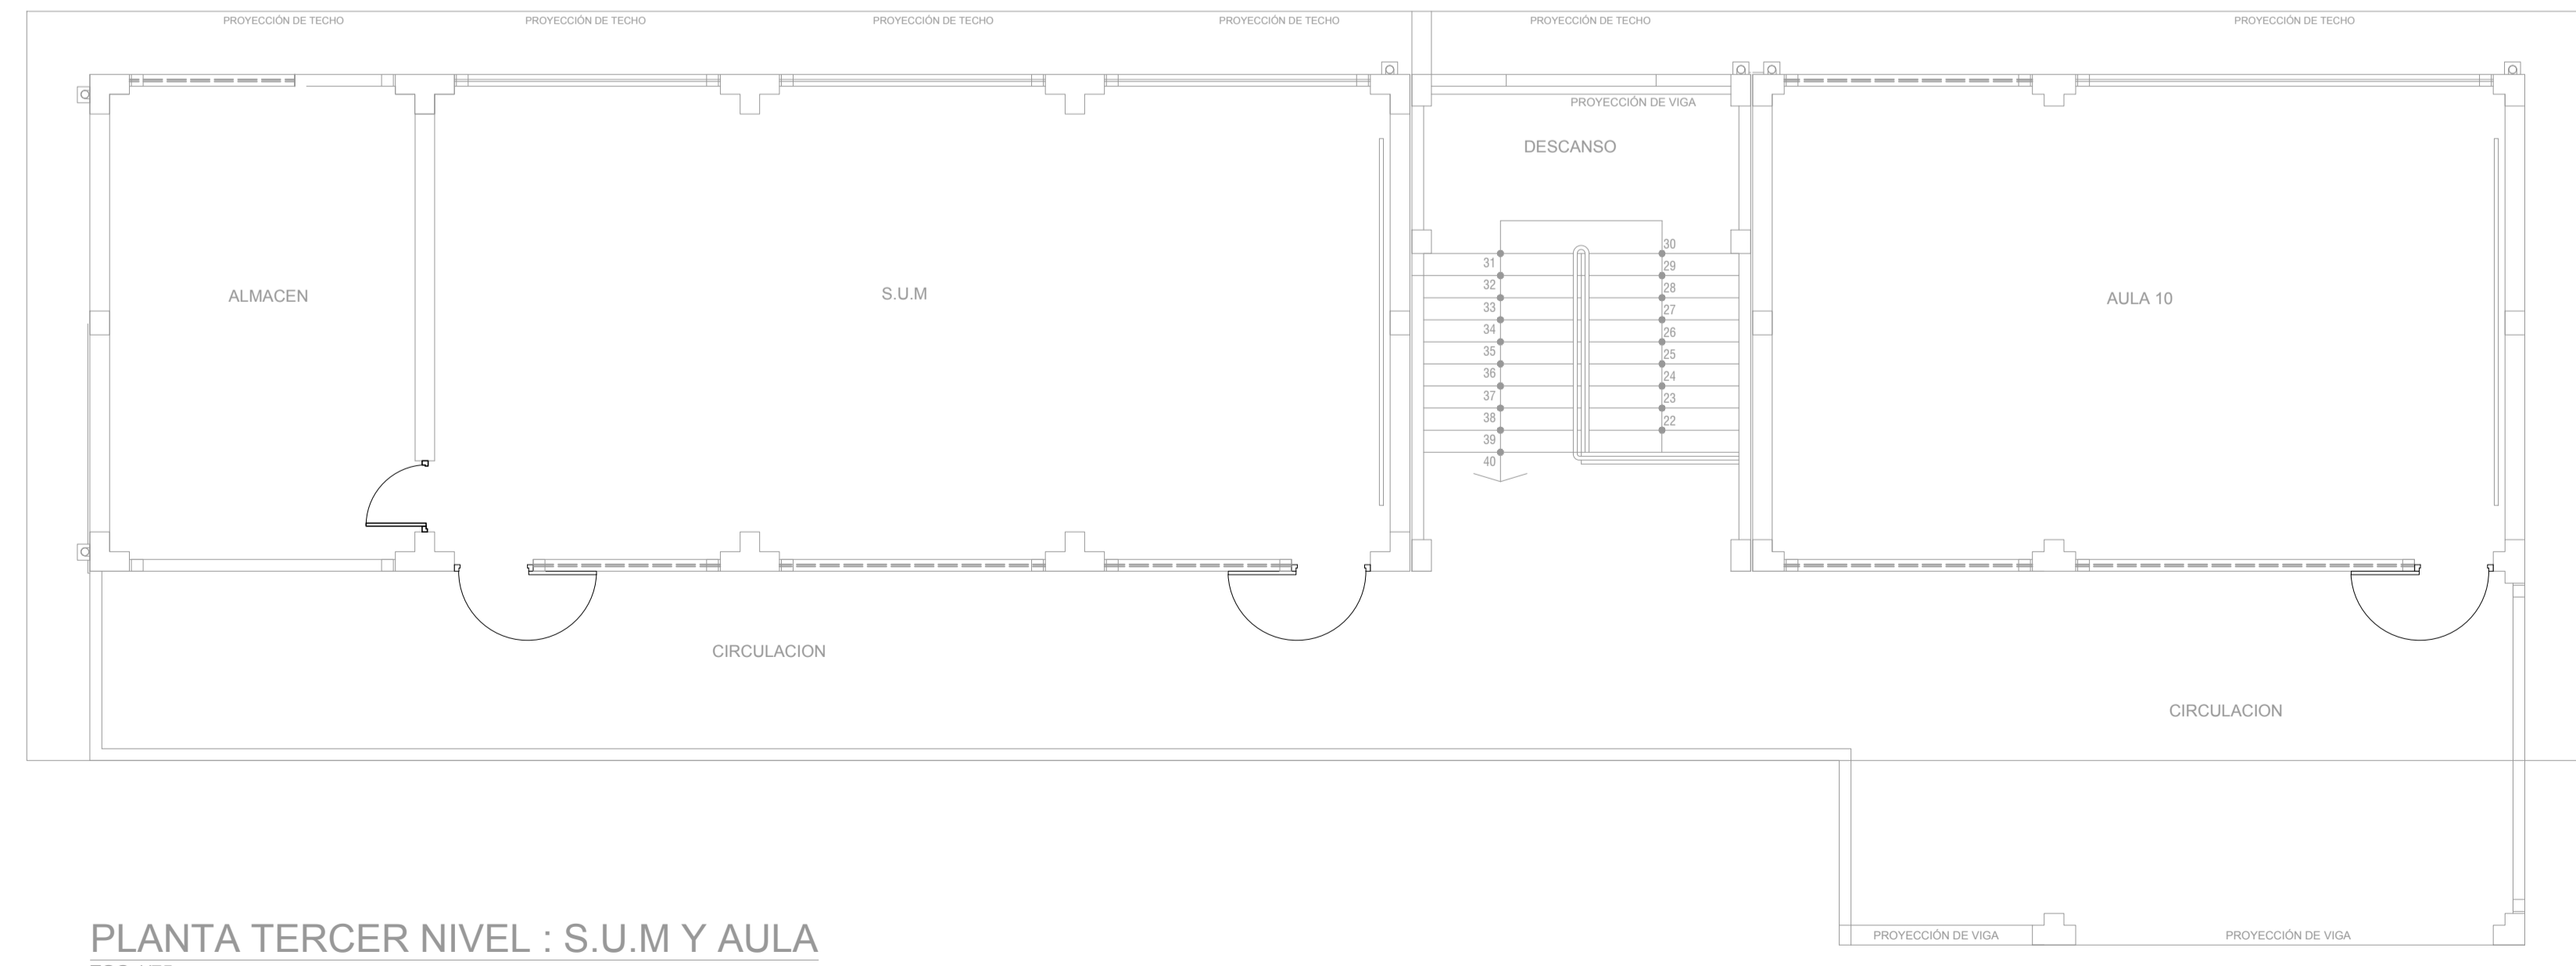 PROYECCIÓN DE TECHO
PROYECCIÓN DE TECHO
PROYECCIÓN DE TECHO
PROYECCIÓN DE TECHO
PROYECCIÓN DE TECHO
PROYECCIÓN DE TECHO
PROYECCIÓN DE VIGA
DESCANSO
ALMACEN
S.U.M
AULA 10
30
31
29
32
28
33
27
34
26
35
25
36
24
37
23
38
22
39
40
CIRCULACION
CIRCULACION
PROYECCIÓN DE VIGA
PROYECCIÓN DE VIGA
PLANTA TERCER NIVEL : S.U.M Y AULA